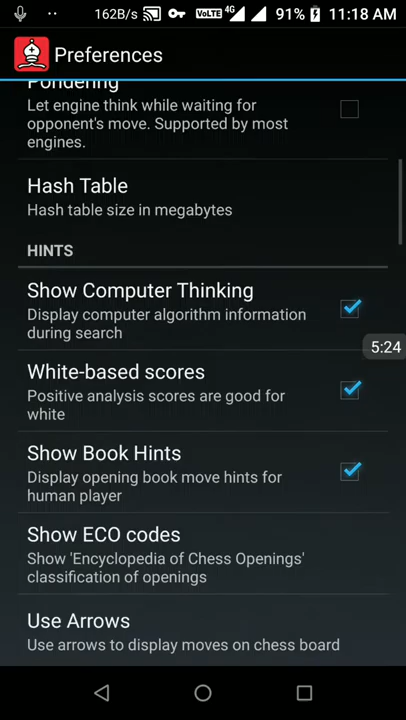 162B/s VoLTE 4G 91% 11:18 AM
Preferences
Pondering
Let engine think while waiting for
opponent's move. Supported by most
engines.
Hash Table
Hash table size in megabytes
HINTS
Show Computer Thinking
Display computer algorithm information
during search
5:24
White-based scores
Positive analysis scores are good for
white
Show Book Hints
Display opening book move hints for
human player
Show ECO codes
Show 'Encyclopedia of Chess Openings'
classification of openings
Use Arrows
Use arrows to display moves on chess board